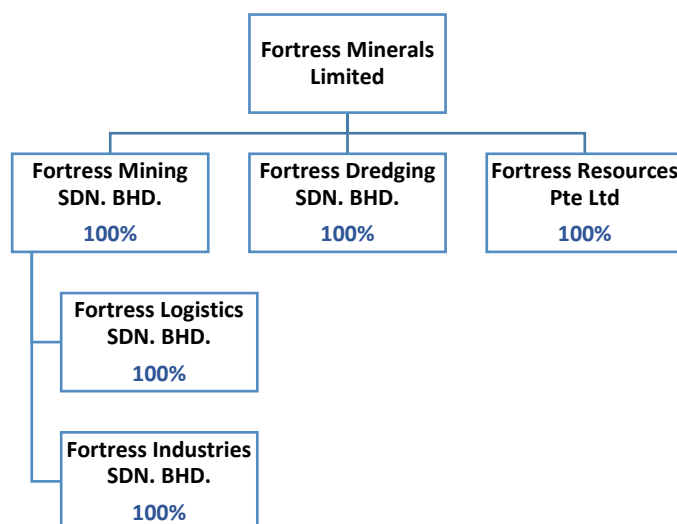 Fortress Minerals
Limited
Fortress Mining
SDN. BHD.
100%
Fortress Dredging
SDN. BHD.
100%
Fortress Resources
Pte Ltd
100%
Fortress Logistics
SDN. BHD.
100%
Fortress Industries
SDN. BHD.
100%